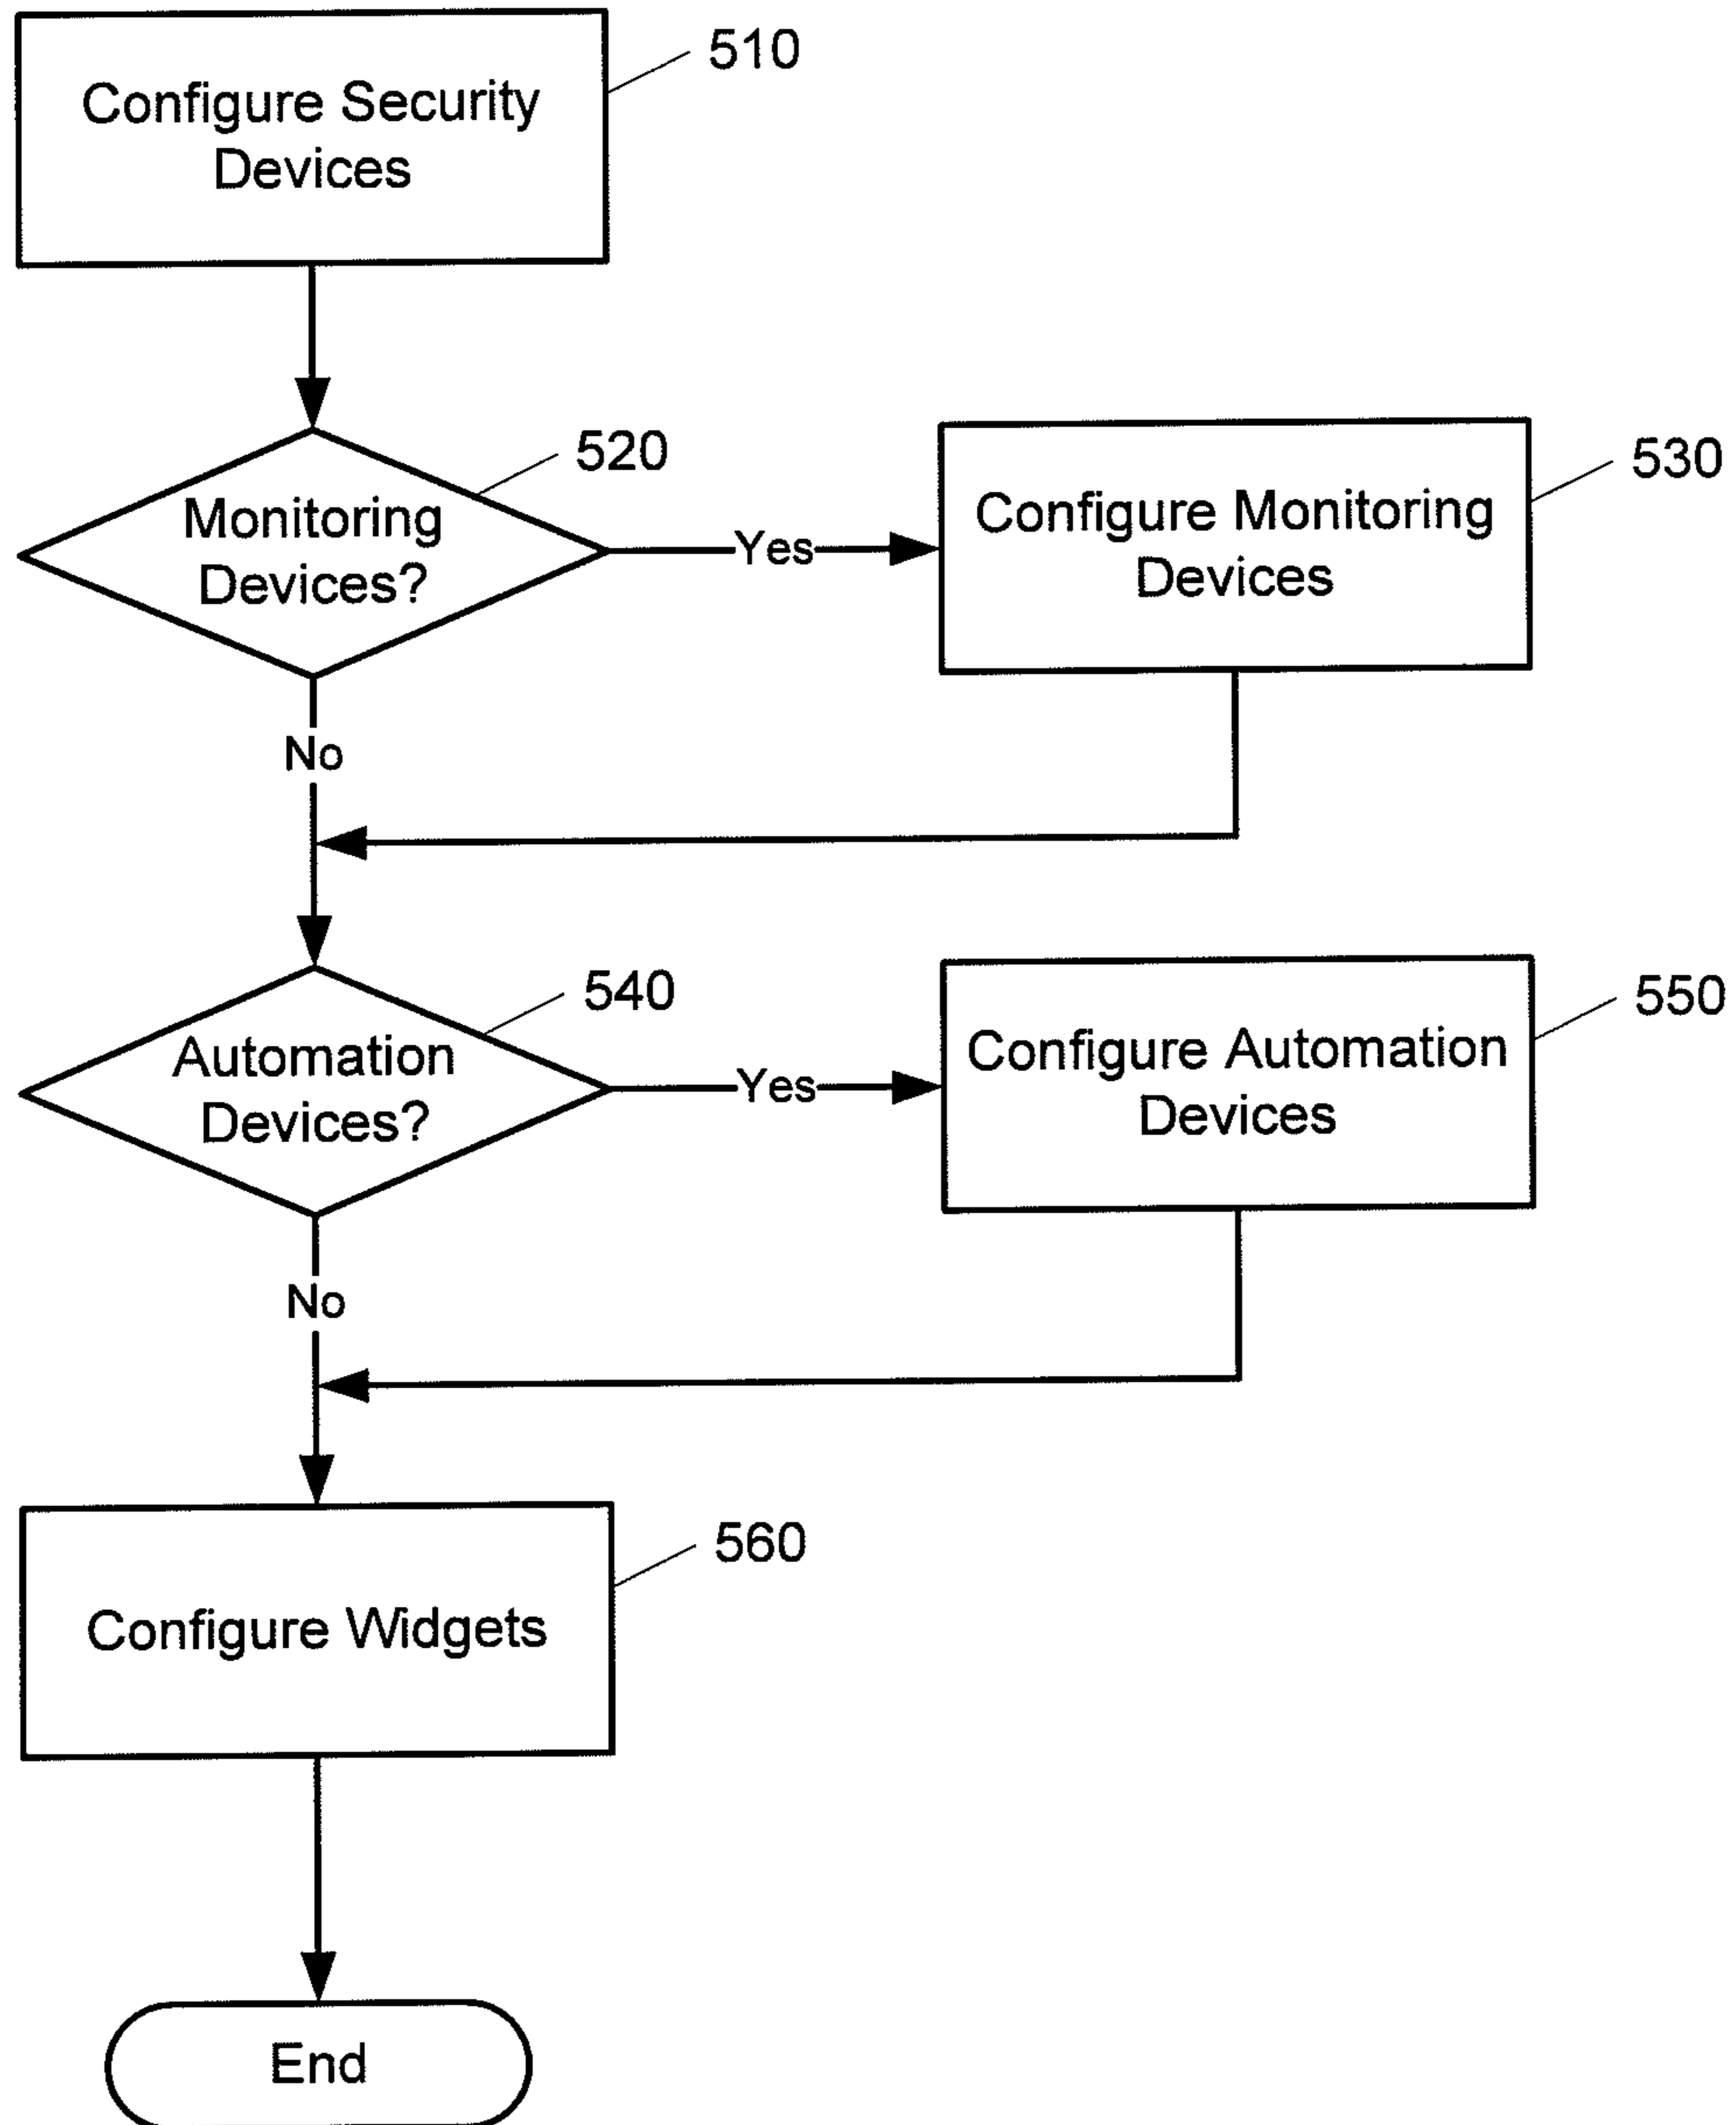 Configure Security
Devices
510
Monitoring
Devices?
520
Yes
Configure Monitoring
Devices
530
No
Automation
Devices?
540
Yes
Configure Automation
Devices
550
No
Configure Widgets
560
End